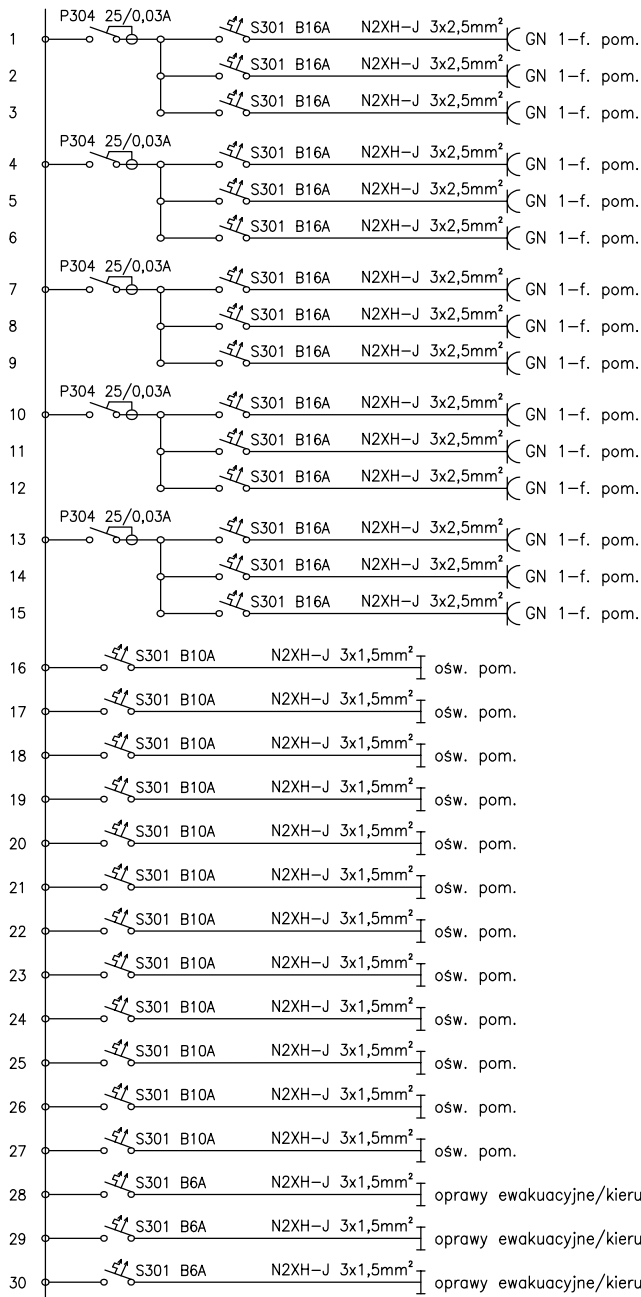 P304 25/0,03A
1 S301 B16A N2XH-J 3x2,5mm² GN 1-f. pom.
2 S301 B16A N2XH-J 3x2,5mm² GN 1-f. pom.
3 S301 B16A N2XH-J 3x2,5mm² GN 1-f. pom.
P304 25/0,03A
4 S301 B16A N2XH-J 3x2,5mm² GN 1-f. pom.
5 S301 B16A N2XH-J 3x2,5mm² GN 1-f. pom.
6 S301 B16A N2XH-J 3x2,5mm² GN 1-f. pom.
P304 25/0,03A
7 S301 B16A N2XH-J 3x2,5mm² GN 1-f. pom.
8 S301 B16A N2XH-J 3x2,5mm² GN 1-f. pom.
9 S301 B16A N2XH-J 3x2,5mm² GN 1-f. pom.
P304 25/0,03A
10 S301 B16A N2XH-J 3x2,5mm² GN 1-f. pom.
11 S301 B16A N2XH-J 3x2,5mm² GN 1-f. pom.
12 S301 B16A N2XH-J 3x2,5mm² GN 1-f. pom.
P304 25/0,03A
13 S301 B16A N2XH-J 3x2,5mm² GN 1-f. pom.
14 S301 B16A N2XH-J 3x2,5mm² GN 1-f. pom.
15 S301 B16A N2XH-J 3x2,5mm² GN 1-f. pom.
16 S301 B10A N2XH-J 3x1,5mm² ośw. pom.
17 S301 B10A N2XH-J 3x1,5mm² ośw. pom.
18 S301 B10A N2XH-J 3x1,5mm² ośw. pom.
19 S301 B10A N2XH-J 3x1,5mm² ośw. pom.
20 S301 B10A N2XH-J 3x1,5mm² ośw. pom.
21 S301 B10A N2XH-J 3x1,5mm² ośw. pom.
22 S301 B10A N2XH-J 3x1,5mm² ośw. pom.
23 S301 B10A N2XH-J 3x1,5mm² ośw. pom.
24 S301 B10A N2XH-J 3x1,5mm² ośw. pom.
25 S301 B10A N2XH-J 3x1,5mm² ośw. pom.
26 S301 B10A N2XH-J 3x1,5mm² ośw. pom.
27 S301 B10A N2XH-J 3x1,5mm² ośw. pom.
28 S301 B6A N2XH-J 3x1,5mm² oprawy ewakuacyjne/kieru
29 S301 B6A N2XH-J 3x1,5mm² oprawy ewakuacyjne/kieru
30 S301 B6A N2XH-J 3x1,5mm² oprawy ewakuacyjne/kieru